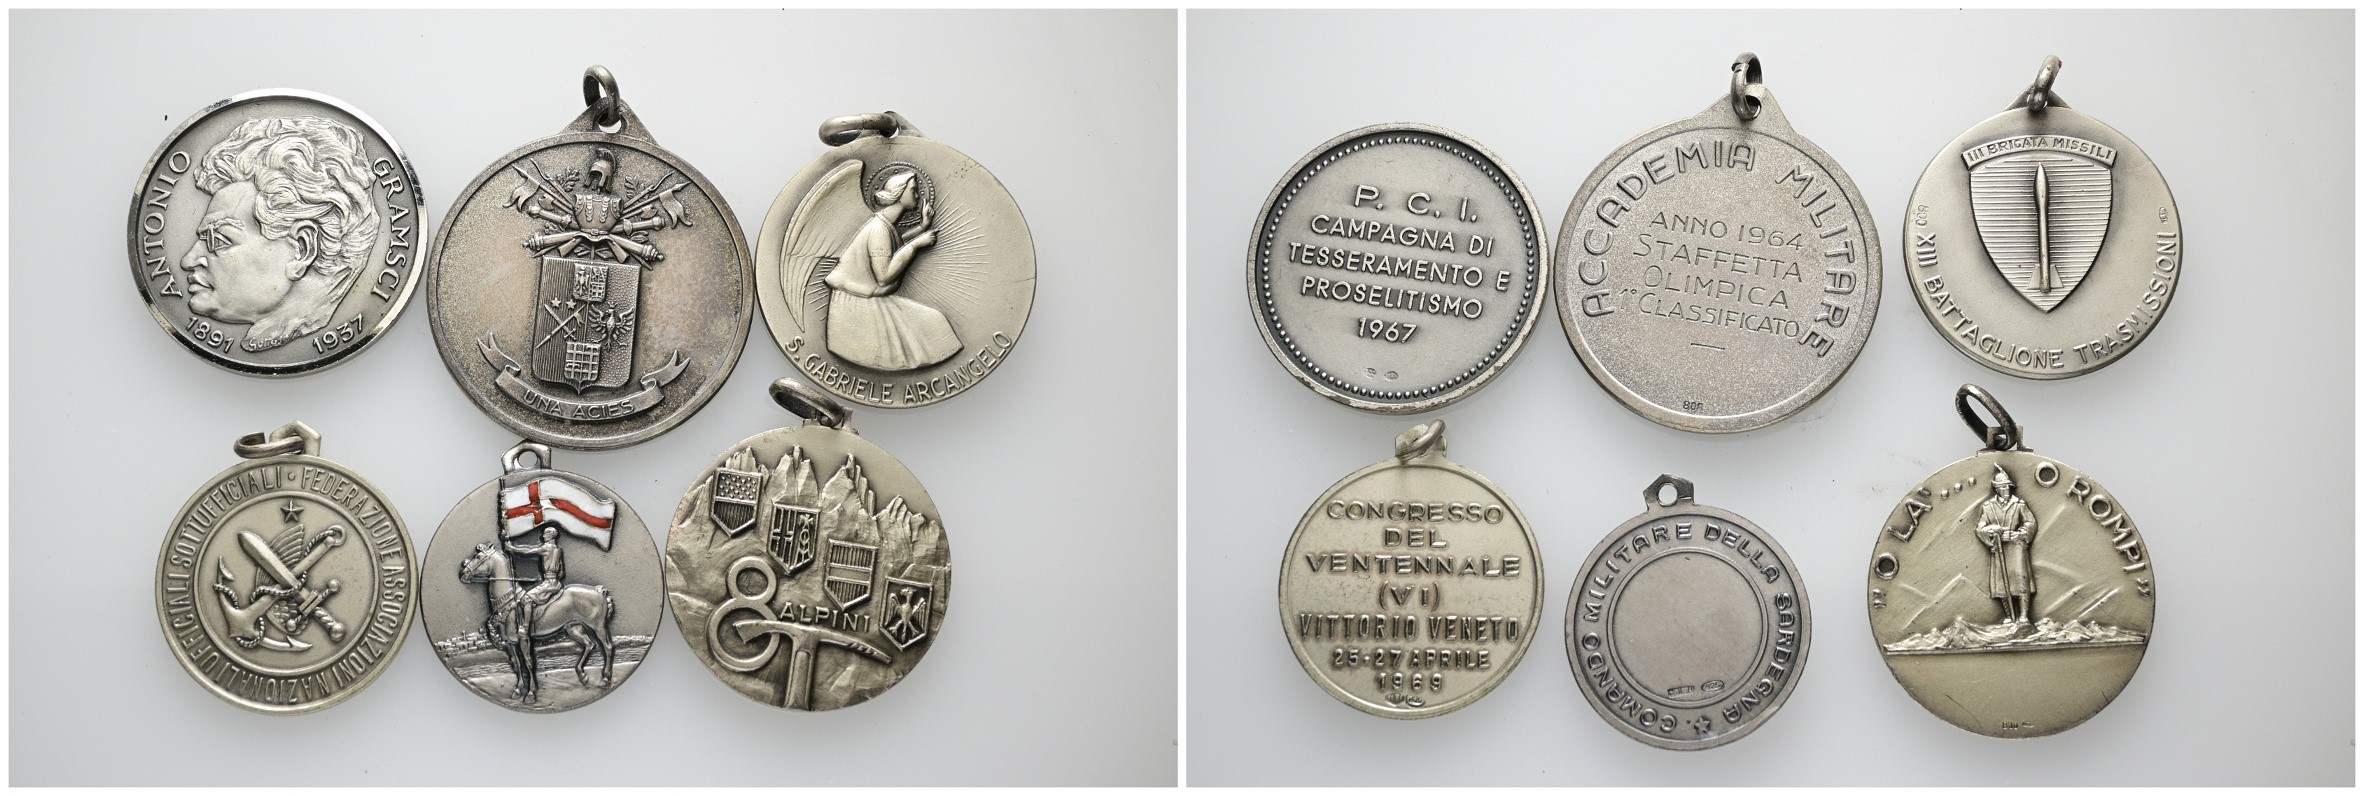 ANTONIO GRAMSCI
1891 1937
UNA ACIES
S. GABRIELE ARCANGELO
FEDERAZIONE ASSOCIAZIONI NAZIONALI UFFICIALI SOTTUFFICIALI
8 ALPINI
P. C. I.
CAMPAGNA DI
TESSERAMENTO E
PROSELITISMO
1967
ACCADEMIA MILITARE
ANNO 1964
STAFFETTA
OLIMPICA
1° CLASSIFICATO
800
III BRIGATA MISSILI
XIII BATTAGLIONE TRASMISSIONI
CONGRESSO
DEL
VENTENNALE
(VI)
VITTORIO VENETO
25-27 APRILE
1969
COMANDO MILITARE DELLA SARDEGNA
"O LA'... O ROMPI"